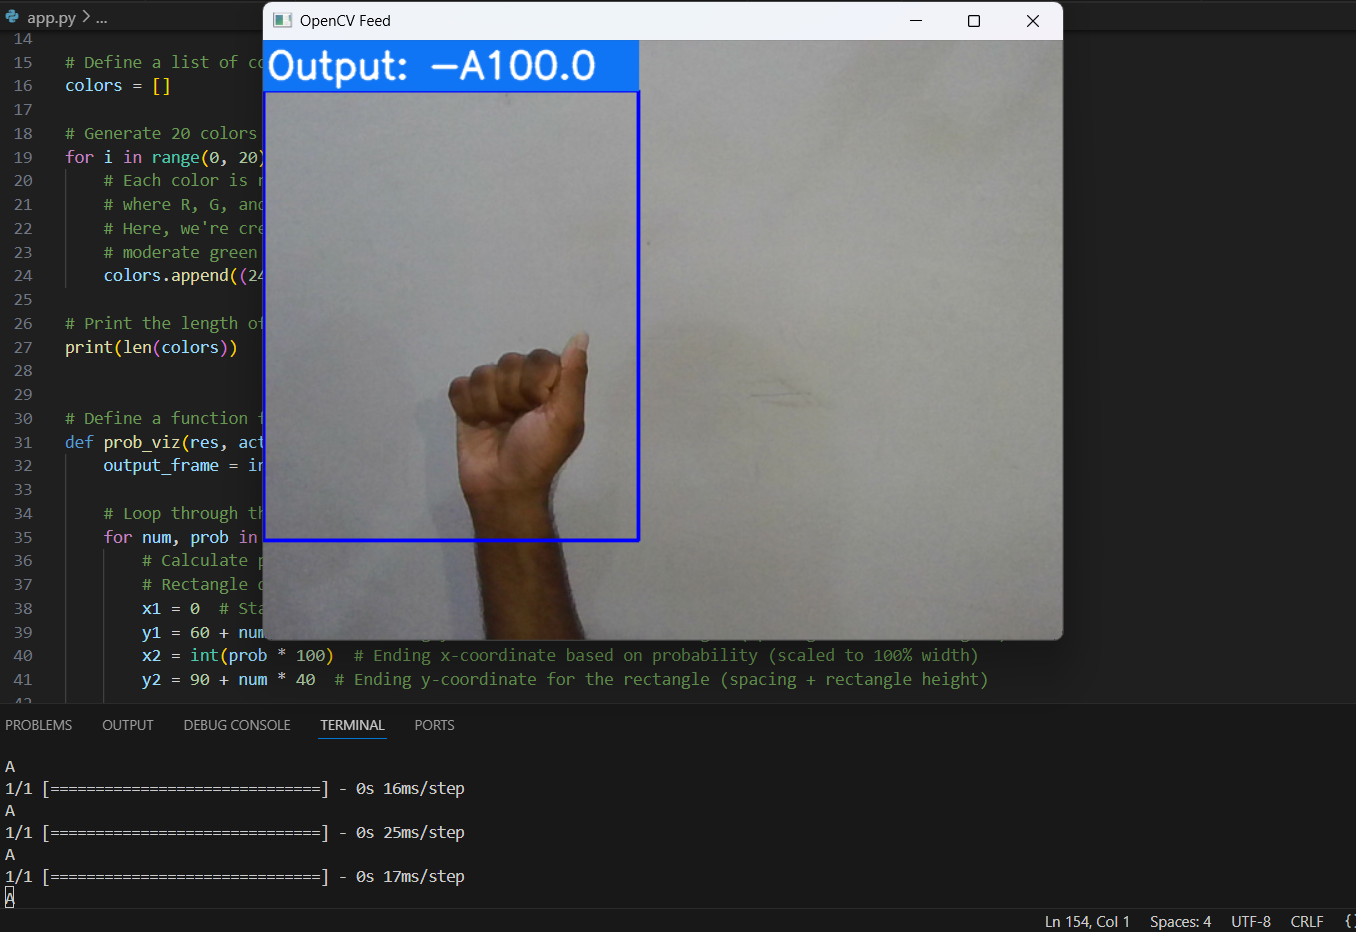 app.py > ...
OpenCV Feed
Output: -A100.0
14
15 # Define a list of co
16 colors = []
17
18 # Generate 20 colors
19 for i in range(0, 20)
20 # Each color is r
21 # where R, G, and
22 # Here, we're cre
23 # moderate green
24 colors.append((24
25
26 # Print the length of
27 print(len(colors))
28
29
30 # Define a function f
31 def prob_viz(res, act
32 output_frame = in
33
34 # Loop through th
35 for num, prob in
36 # Calculate p
37 # Rectangle c
38 x1 = 0 # Sta
39 y1 = 60 + num
40 x2 = int(prob * 100) # Ending x-coordinate based on probability (scaled to 100% width)
41 y2 = 90 + num * 40 # Ending y-coordinate for the rectangle (spacing + rectangle height)
PROBLEMS OUTPUT DEBUG CONSOLE TERMINAL PORTS
A
1/1 [==============================] - 0s 16ms/step
A
1/1 [==============================] - 0s 25ms/step
A
1/1 [==============================] - 0s 17ms/step
A
Ln 154, Col 1 Spaces: 4 UTF-8 CRLF {}